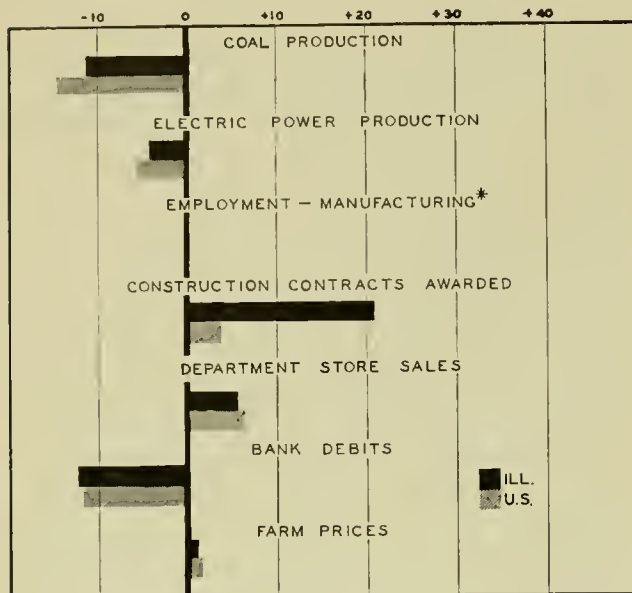 -10 0 +10 +20 +30 +40
COAL PRODUCTION
ELECTRIC POWER PRODUCTION
EMPLOYMENT — MANUFACTURING*
CONSTRUCTION CONTRACTS AWARDED
DEPARTMENT STORE SALES
BANK DEBITS
ILL.
U.S.
FARM PRICES